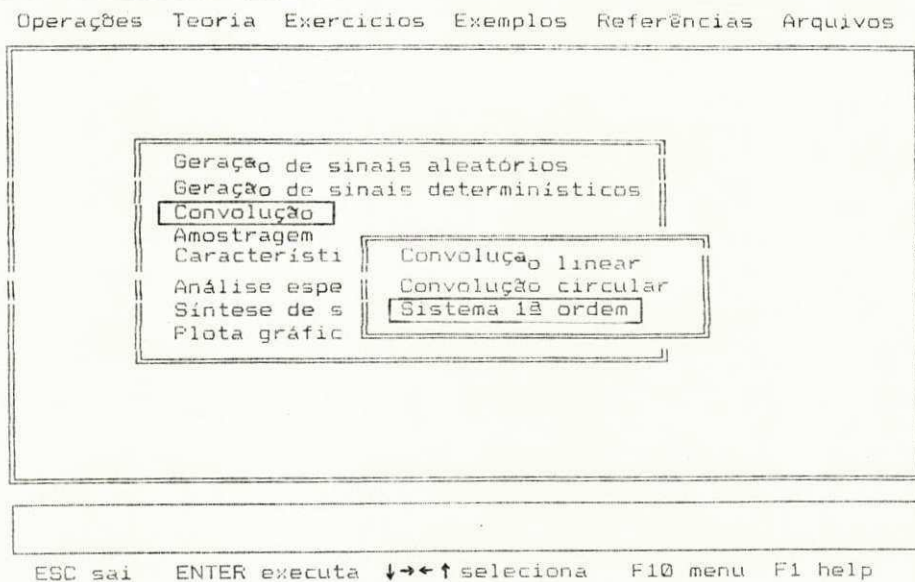 Operações Teoria Exercicios Exemplos Referências Arquivos
Geração de sinais aleatórios
Geração de sinais determinísticos
Convolução
Amostragem
Característi
Análise espe
Síntese de s
Plota gráfic
Convolução linear
Convolução circular
Sistema 1ª ordem
ESC sai ENTER executa ↓→←↑ seleciona F10 menu F1 help